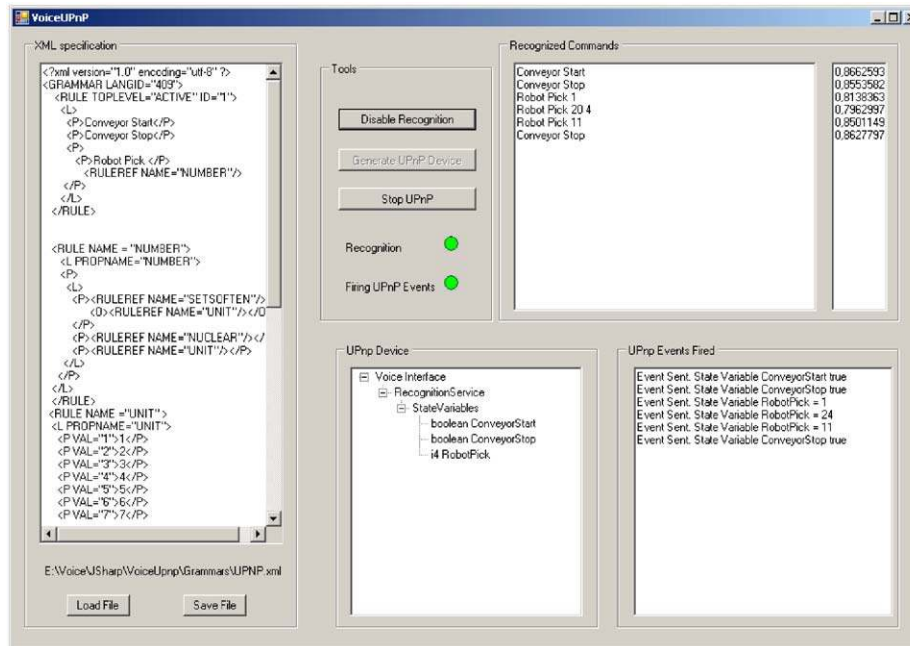 VoiceUPnP
XML specification
<?xml version="1.0" encoding="utf-8" ?>
<GRAMMAR LANGID="409">
<RULE TOPLEVEL="ACTIVE" ID="1">
<L>
<P>Conveyor Start</P>
<P>Conveyor Stop</P>
<P>
<P>Robot Pick </P>
<RULEREF NAME="NUMBER"/>
</P>
</L>
</RULE>
<RULE NAME = "NUMBER">
<L PROPNAME="NUMBER">
<P>
<L>
<P><RULEREF NAME="SETSOFTEN"/>
<O><RULEREF NAME="UNIT"/></O
</P>
<P><RULEREF NAME="NUCLEAR"/></
<P><RULEREF NAME="UNIT"/></P>
</L>
</P>
</L>
</RULE>
<RULE NAME ="UNIT" >
<L PROPNAME="UNIT">
<P VAL="1">1</P>
<P VAL="2">2</P>
<P VAL="3">3</P>
<P VAL="4">4</P>
<P VAL="5">5</P>
<P VAL="6">6</P>
<P VAL="7">7</P>
E:\Voice\JSharp\VoiceUpnp\Grammars\UPNP.xml
Load File
Save File
Tools
Disable Recognition
Generate UPnP Device
Stop UPnP
Recognition
Firing UPnP Events
Recognized Commands
Conveyor Start 0,8662593
Conveyor Stop 0,8553582
Robot Pick 1 0,8138363
Robot Pick 20 4 0,7962997
Robot Pick 11 0,8501149
Conveyor Stop 0,8627797
UPnp Device
Voice Interface
RecognitionService
StateVariables
boolean ConveyorStart
boolean ConveyorStop
i4 RobotPick
UPnp Events Fired
Event Sent. State Variable ConveyorStart true
Event Sent. State Variable ConveyorStop true
Event Sent. State Variable RobotPick = 1
Event Sent. State Variable RobotPick = 24
Event Sent. State Variable RobotPick = 11
Event Sent. State Variable ConveyorStop true